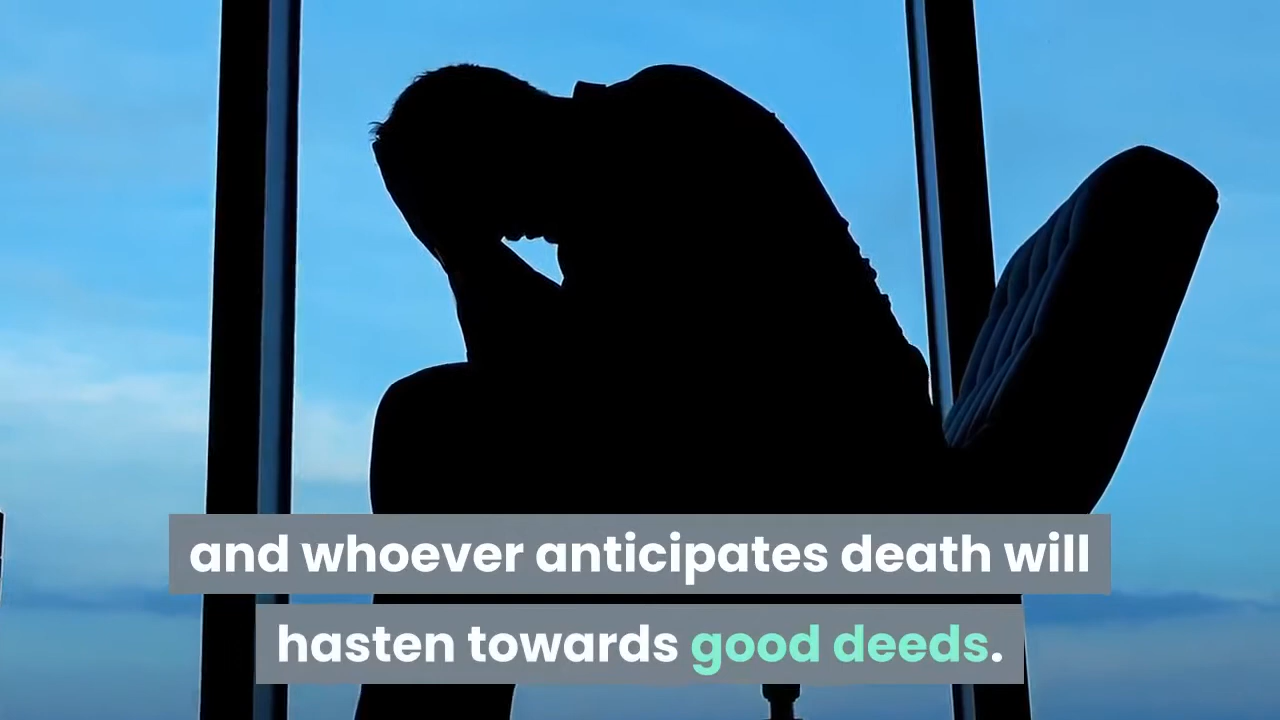 and whoever anticipates death will
hasten towards good deeds.